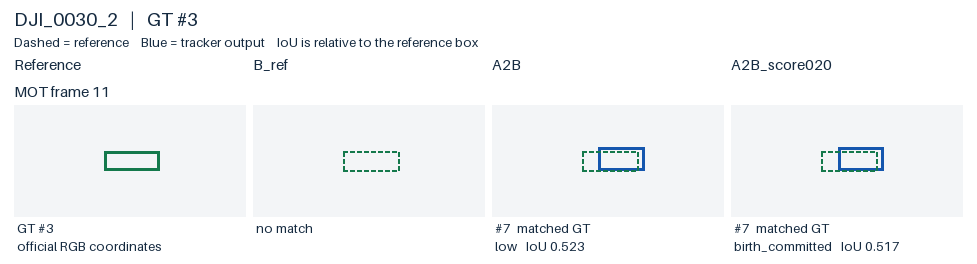 DJI_0030_2 | GT #3
Dashed = reference Blue = tracker output IoU is relative to the reference box
Reference B_ref A2B A2B_score020
MOT frame 11
GT #3 no match #7 matched GT #7 matched GT
official RGB coordinates low IoU 0.523 birth_committed IoU 0.517